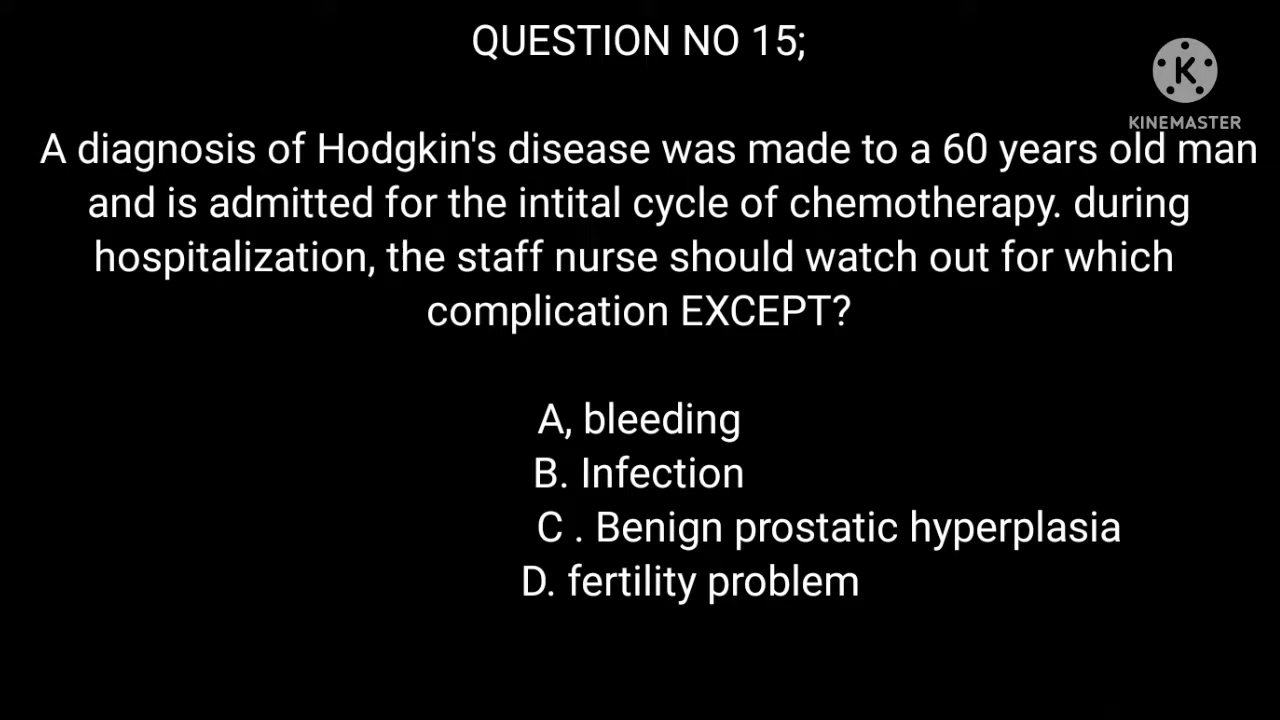 QUESTION NO 15;
K
KINEMASTER
A diagnosis of Hodgkin's disease was made to a 60 years old man
and is admitted for the intital cycle of chemotherapy. during
hospitalization, the staff nurse should watch out for which
complication EXCEPT?
A, bleeding
B. Infection
C . Benign prostatic hyperplasia
D. fertility problem